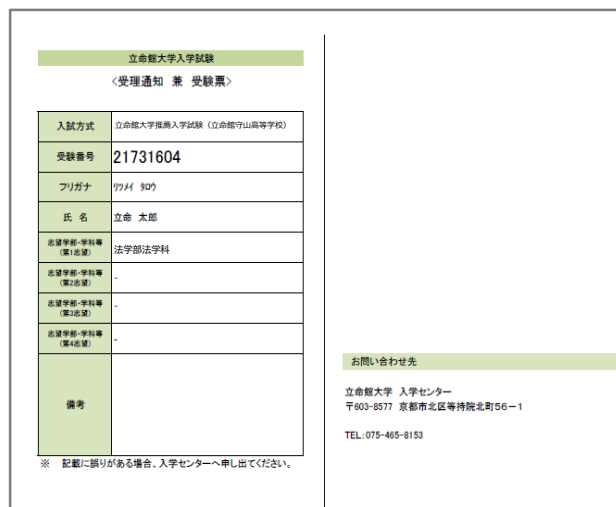 立命館大学入学試験
〈受理通知 兼 受験票〉
入試方式 立命館大学推薦入学試験（立命館守山高等学校）
受験番号 21731604
フリガナ ﾘﾂﾒｲ ﾀﾛｳ
氏 名 立命 太郎
志望学部・学科等
（第1志望） 法学部法学科
志望学部・学科等
（第2志望） -
志望学部・学科等
（第3志望） -
志望学部・学科等
（第4志望） -
備考
※ 記載に誤りがある場合、入学センターへ申し出てください。
お問い合わせ先
立命館大学 入学センター
〒603-8577 京都市北区等持院北町56－1
TEL:075-465-8153